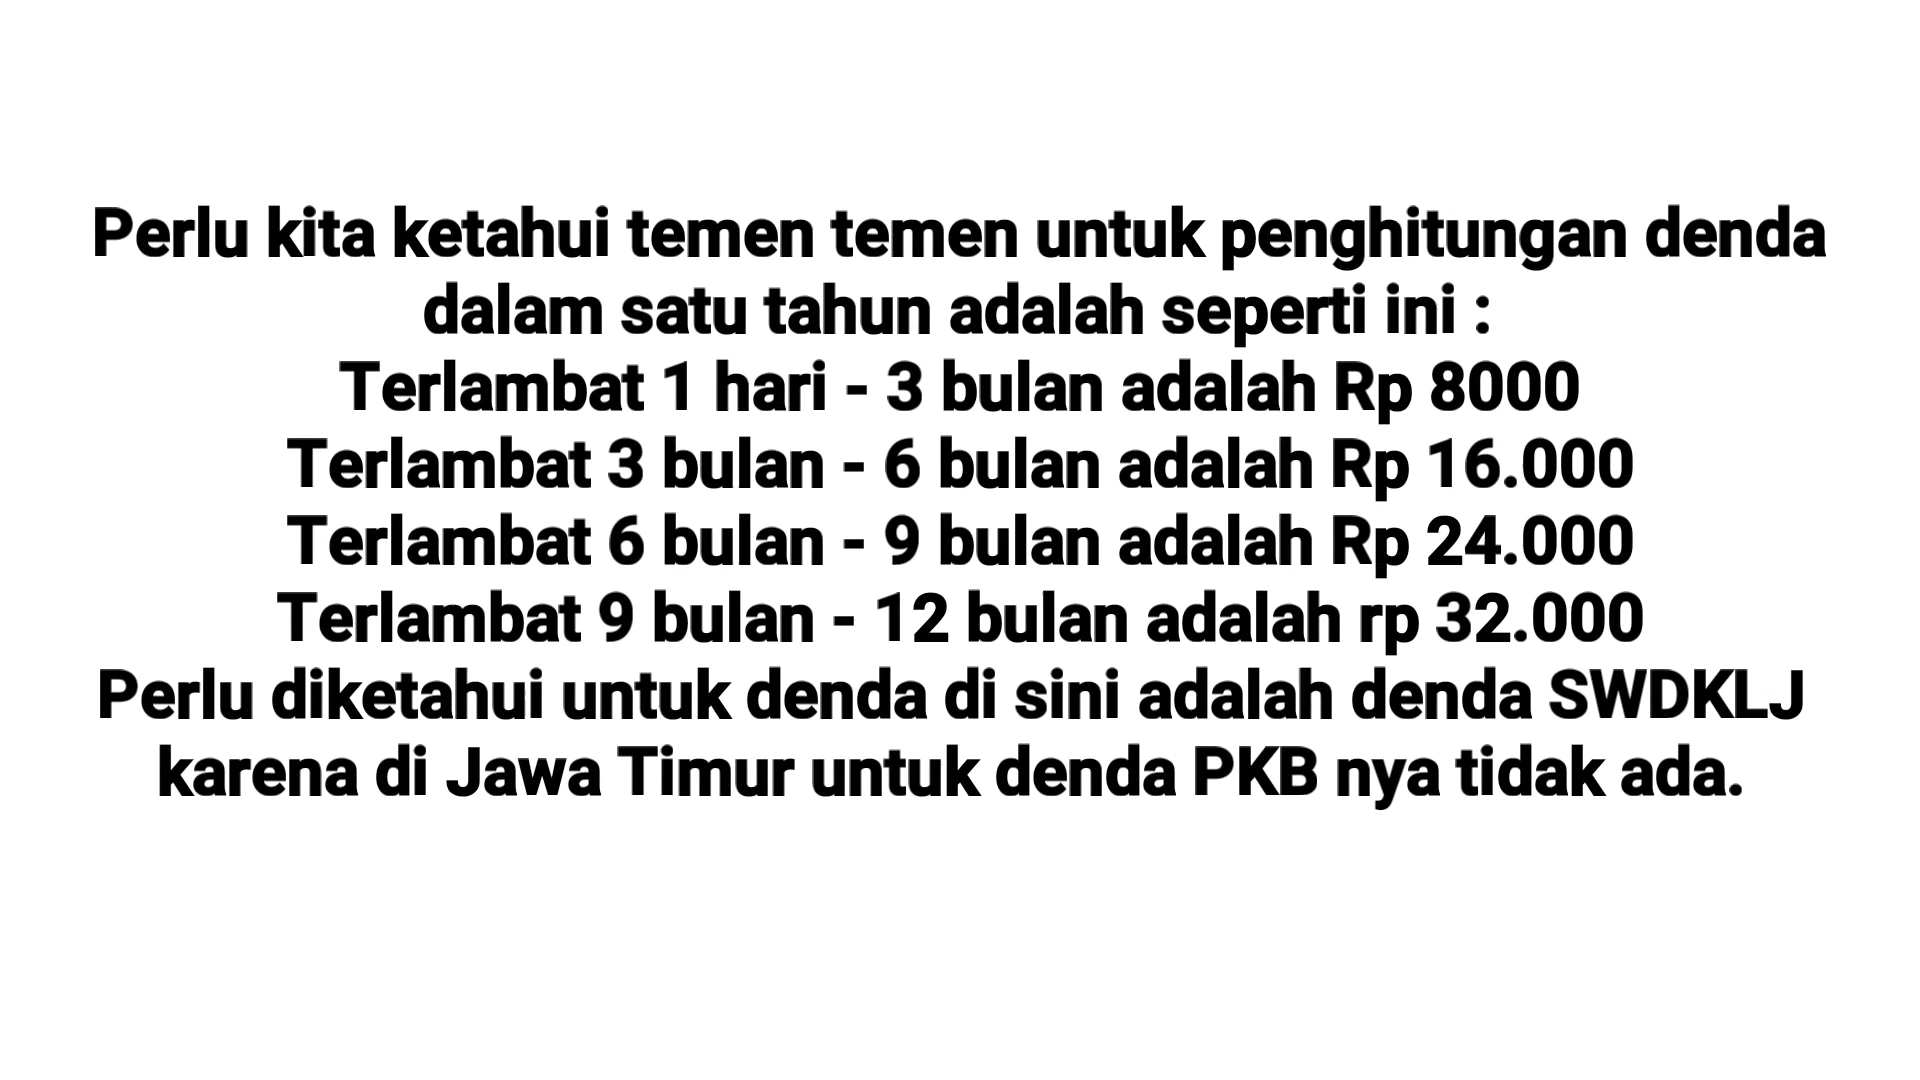 Perlu kita ketahui temen temen untuk penghitungan denda
dalam satu tahun adalah seperti ini :
Terlambat 1 hari - 3 bulan adalah Rp 8000
Terlambat 3 bulan - 6 bulan adalah Rp 16.000
Terlambat 6 bulan - 9 bulan adalah Rp 24.000
Terlambat 9 bulan - 12 bulan adalah rp 32.000
Perlu diketahui untuk denda di sini adalah denda SWDKLJ
karena di Jawa Timur untuk denda PKB nya tidak ada.